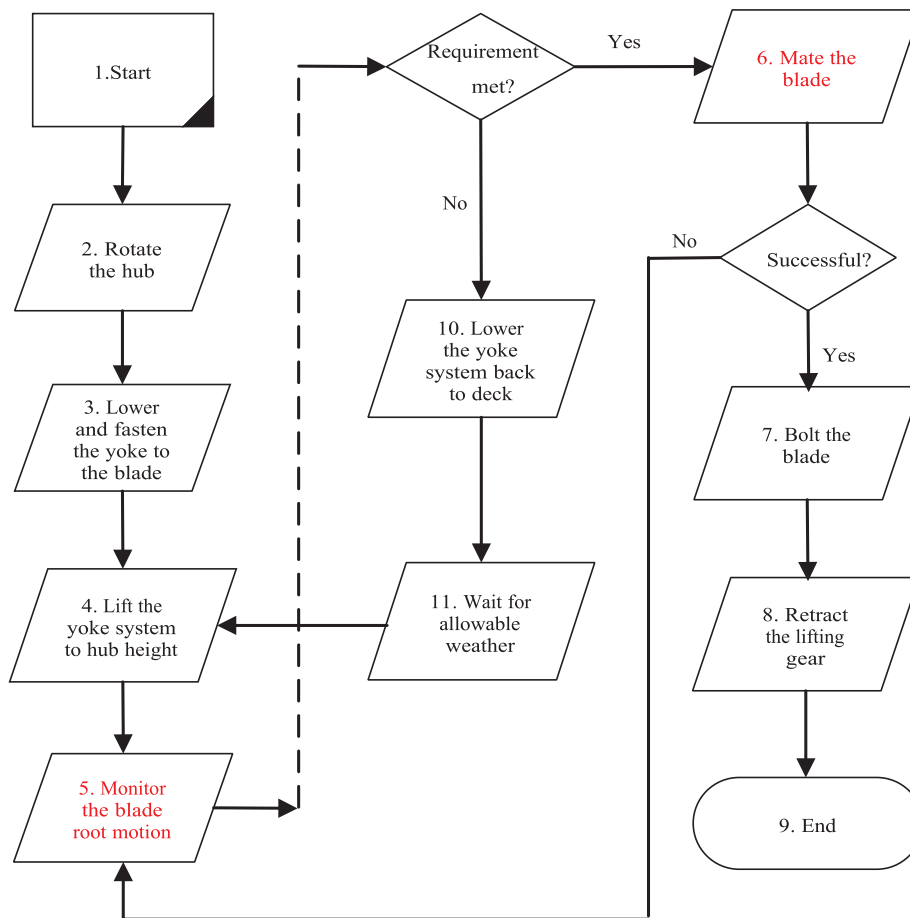 1.Start
2. Rotate
the hub
3. Lower
and fasten
the yoke to
the blade
4. Lift the
yoke system
to hub height
5. Monitor
the blade
root motion
Requirement
met?
Yes
No
6. Mate the
blade
Successful?
No
Yes
7. Bolt the
blade
8. Retract
the lifting
gear
9. End
10. Lower
the yoke
system back
to deck
11. Wait for
allowable
weather